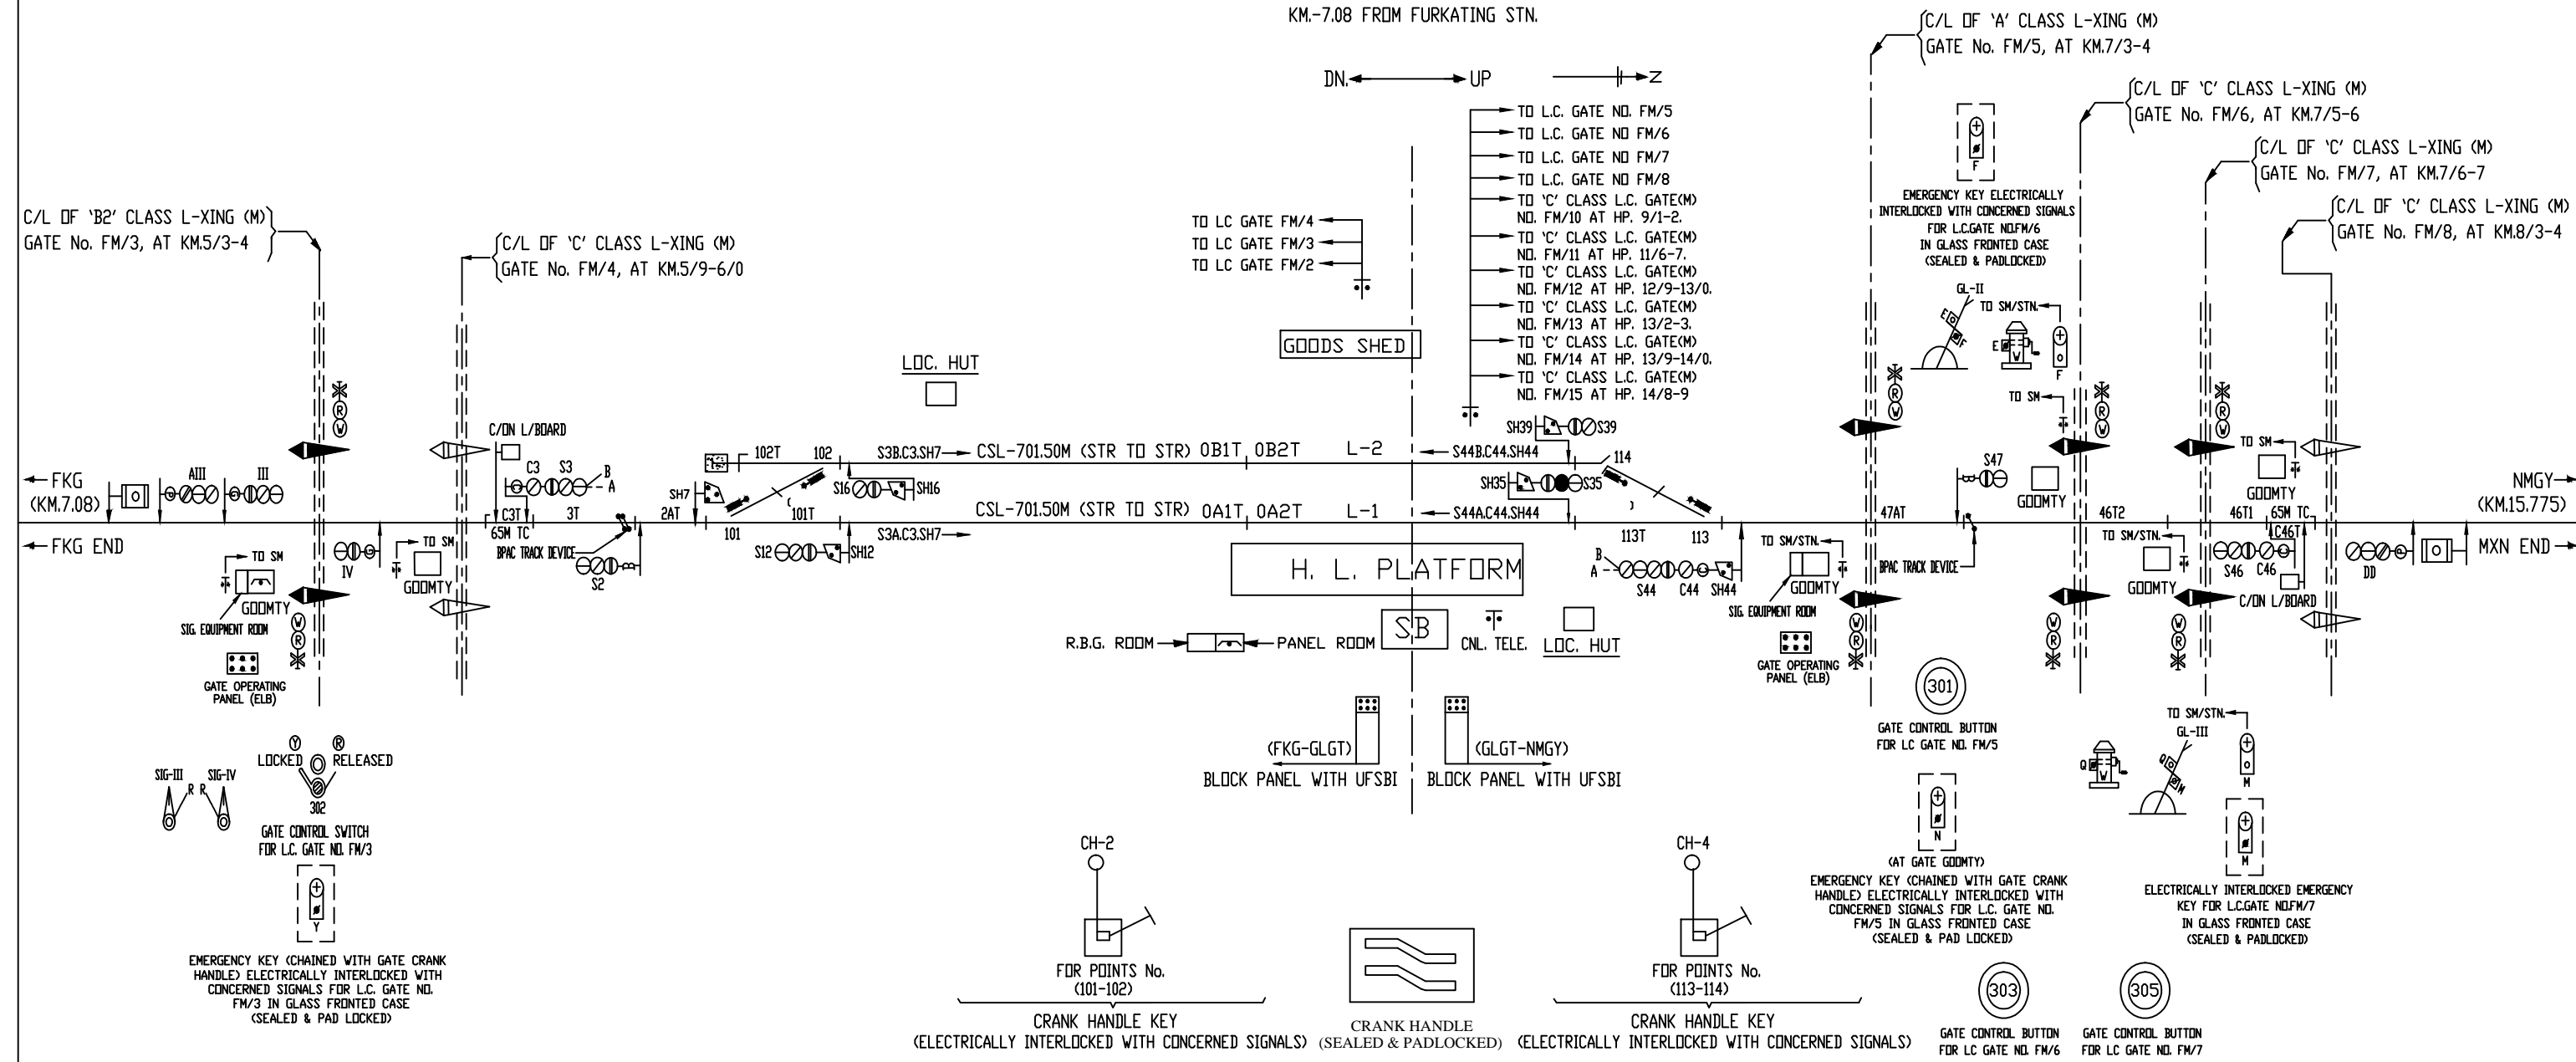 KM.-7.08 FROM FURKATING STN.
DN. UP
N
C/L OF 'A' CLASS L-XING (M)
GATE No. FM/5, AT KM.7/3-4
C/L OF 'C' CLASS L-XING (M)
GATE No. FM/6, AT KM.7/5-6
C/L OF 'C' CLASS L-XING (M)
GATE No. FM/7, AT KM.7/6-7
C/L OF 'C' CLASS L-XING (M)
GATE No. FM/8, AT KM.8/3-4
C/L OF 'B2' CLASS L-XING (M)
GATE No. FM/3, AT KM.5/3-4
C/L OF 'C' CLASS L-XING (M)
GATE No. FM/4, AT KM.5/9-6/0
TO LC GATE FM/4
TO LC GATE FM/3
TO LC GATE FM/2
TO L.C. GATE NO. FM/5
TO L.C. GATE NO FM/6
TO L.C. GATE NO FM/7
TO L.C. GATE NO FM/8
TO 'C' CLASS L.C. GATE(M)
NO. FM/10 AT HP. 9/1-2.
TO 'C' CLASS L.C. GATE(M)
NO. FM/11 AT HP. 11/6-7.
TO 'C' CLASS L.C. GATE(M)
NO. FM/12 AT HP. 12/9-13/0.
TO 'C' CLASS L.C. GATE(M)
NO. FM/13 AT HP. 13/2-3.
TO 'C' CLASS L.C. GATE(M)
NO. FM/14 AT HP. 13/9-14/0.
TO 'C' CLASS L.C. GATE(M)
NO. FM/15 AT HP. 14/8-9
F
EMERGENCY KEY ELECTRICALLY
INTERLOCKED WITH CONCERNED SIGNALS
FOR L.C.GATE NO.FM/6
IN GLASS FRONTED CASE
(SEALED & PADLOCKED)
GL-II
E
F
TO SM/STN.
E
W
F
TO SM
GOODS SHED
LOC. HUT
R
W
R
W
R
W
R
W
C/ON L/BOARD
FKG
(KM.7.08)
FKG END
AIII
III
C3 S3
B
A
C3T
65M TC
3T
BPAC TRACK DEVICE
S2
2AT
SH7
102T
102
101
101T
S16
SH16
S12
SH12
S3B.C3.SH7
CSL-701.50M (STR TO STR)
OB1T OB2T
L-2
S44B.C44.SH44
S3A.C3.SH7
CSL-701.50M (STR TO STR)
OA1T OA2T
L-1
S44A.C44.SH44
SH39
S39
SH35
S35
114
113T
113
B
A
S44 C44 SH44
47AT
S47
BPAC TRACK DEVICE
GOOMTY
46T2
TO SM
GOOMTY
46T1
65M TC
C46T
S46 C46
C/ON L/BOARD
DD
NMGY
(KM.15.775)
MXN END
TO SM
GOOMTY
SIG. EQUIPMENT ROOM
IV
TO SM
GOOMTY
W
R
GATE OPERATING
PANEL (ELB)
H. L. PLATFORM
SB
R.B.G. ROOM
PANEL ROOM
CNL. TELE.
LOC. HUT
TO SM/STN.
GOOMTY
SIG. EQUIPMENT ROOM
GATE OPERATING
PANEL (ELB)
W
R
TO SM/STN.
GOOMTY
W
R
W
R
(FKG-GLGT)
BLOCK PANEL WITH UFSBI
(GLGT-NMGY)
BLOCK PANEL WITH UFSBI
301
GATE CONTROL BUTTON
FOR LC GATE NO. FM/5
SIG-III
R
SIG-IV
R
Y
LOCKED
R
RELEASED
302
GATE CONTROL SWITCH
FOR L.C. GATE NO. FM/3
Y
EMERGENCY KEY (CHAINED WITH GATE CRANK
HANDLE) ELECTRICALLY INTERLOCKED WITH
CONCERNED SIGNALS FOR L.C. GATE NO.
FM/3 IN GLASS FRONTED CASE
(SEALED & PAD LOCKED)
CH-2
FOR POINTS No.
(101-102)
CRANK HANDLE KEY
(ELECTRICALLY INTERLOCKED WITH CONCERNED SIGNALS)
CRANK HANDLE
(SEALED & PADLOCKED)
CH-4
FOR POINTS No.
(113-114)
CRANK HANDLE KEY
(ELECTRICALLY INTERLOCKED WITH CONCERNED SIGNALS)
N
(AT GATE GOOMTY)
EMERGENCY KEY (CHAINED WITH GATE CRANK
HANDLE) ELECTRICALLY INTERLOCKED WITH
CONCERNED SIGNALS FOR L.C. GATE NO.
FM/5 IN GLASS FRONTED CASE
(SEALED & PAD LOCKED)
TO SM/STN.
GL-III
Q
W
Q
M
M
M
ELECTRICALLY INTERLOCKED EMERGENCY
KEY FOR L.C.GATE NO.FM/7
IN GLASS FRONTED CASE
(SEALED & PADLOCKED)
303
GATE CONTROL BUTTON
FOR LC GATE NO. FM/6
305
GATE CONTROL BUTTON
FOR LC GATE NO. FM/7